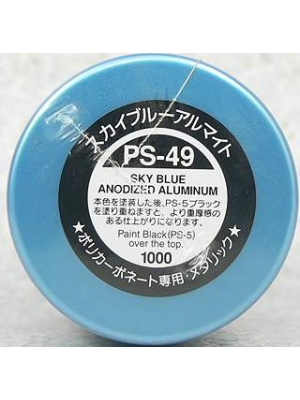 スカイブルーアルマイト
PS-49
SKY BLUE
ANODIZED ALUMINUM
本色を塗装した後、PS-5ブラック
を塗り重ねますと、より重厚感の
ある仕上がりになります。
Paint Black(PS-5)
over the top.
1000
★ポリカーボネート専用・メタリック★